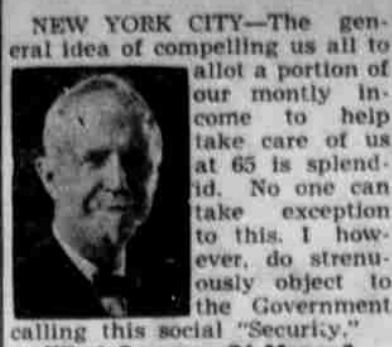 NEW YORK CITY—The gen-
eral idea of compelling us all to
allot a portion of
our montly in-
come to help
take care of us
at 65 is splend-
id. No one can
take exception
to this. I how-
ever, do strenu-
ously object to
the Government
calling this social "Security."